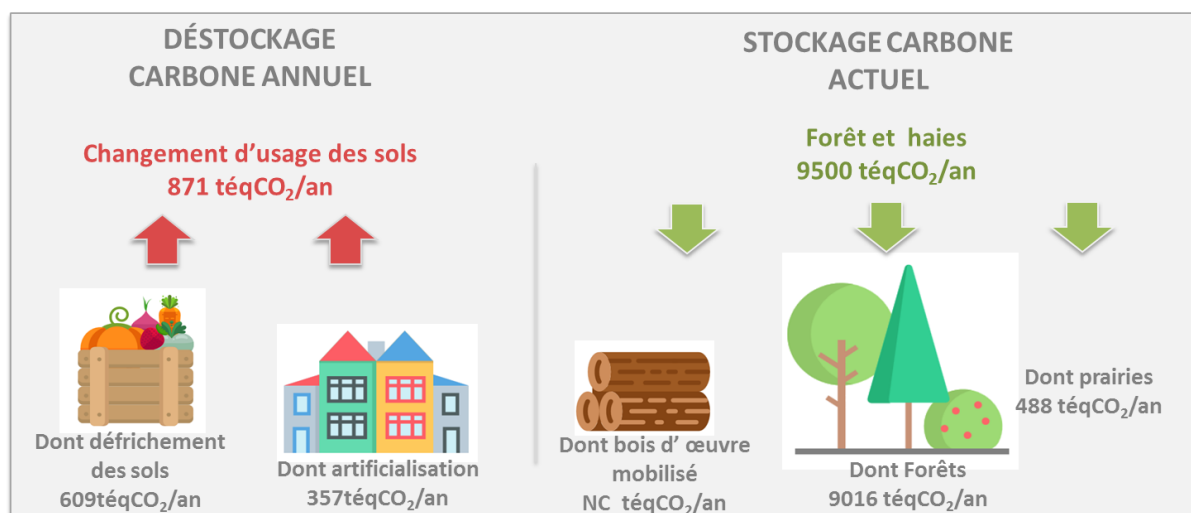 DÉSTOCKAGE
CARBONE ANNUEL
Changement d'usage des sols
871 téqCO₂/an
Dont défrichement
des sols
609téqCO₂/an
Dont artificialisation
357téqCO₂/an
STOCKAGE CARBONE
ACTUEL
Forêt et haies
9500 téqCO₂/an
Dont bois d' œuvre
mobilisé
NC téqCO₂/an
Dont Forêts
9016 téqCO₂/an
Dont prairies
488 téqCO₂/an